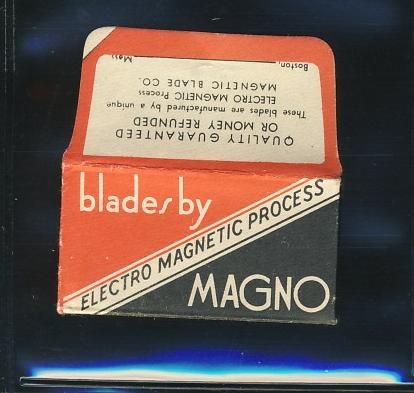 blades by
ELECTRO MAGNETIC PROCESS
MAGNO
QUALITY GUARANTEED
OR MONEY REFUNDED
These blades are manufactured by a unique
ELECTRO MAGNETIC Process
MAGNETIC BLADE CO.
Boston, Mass.